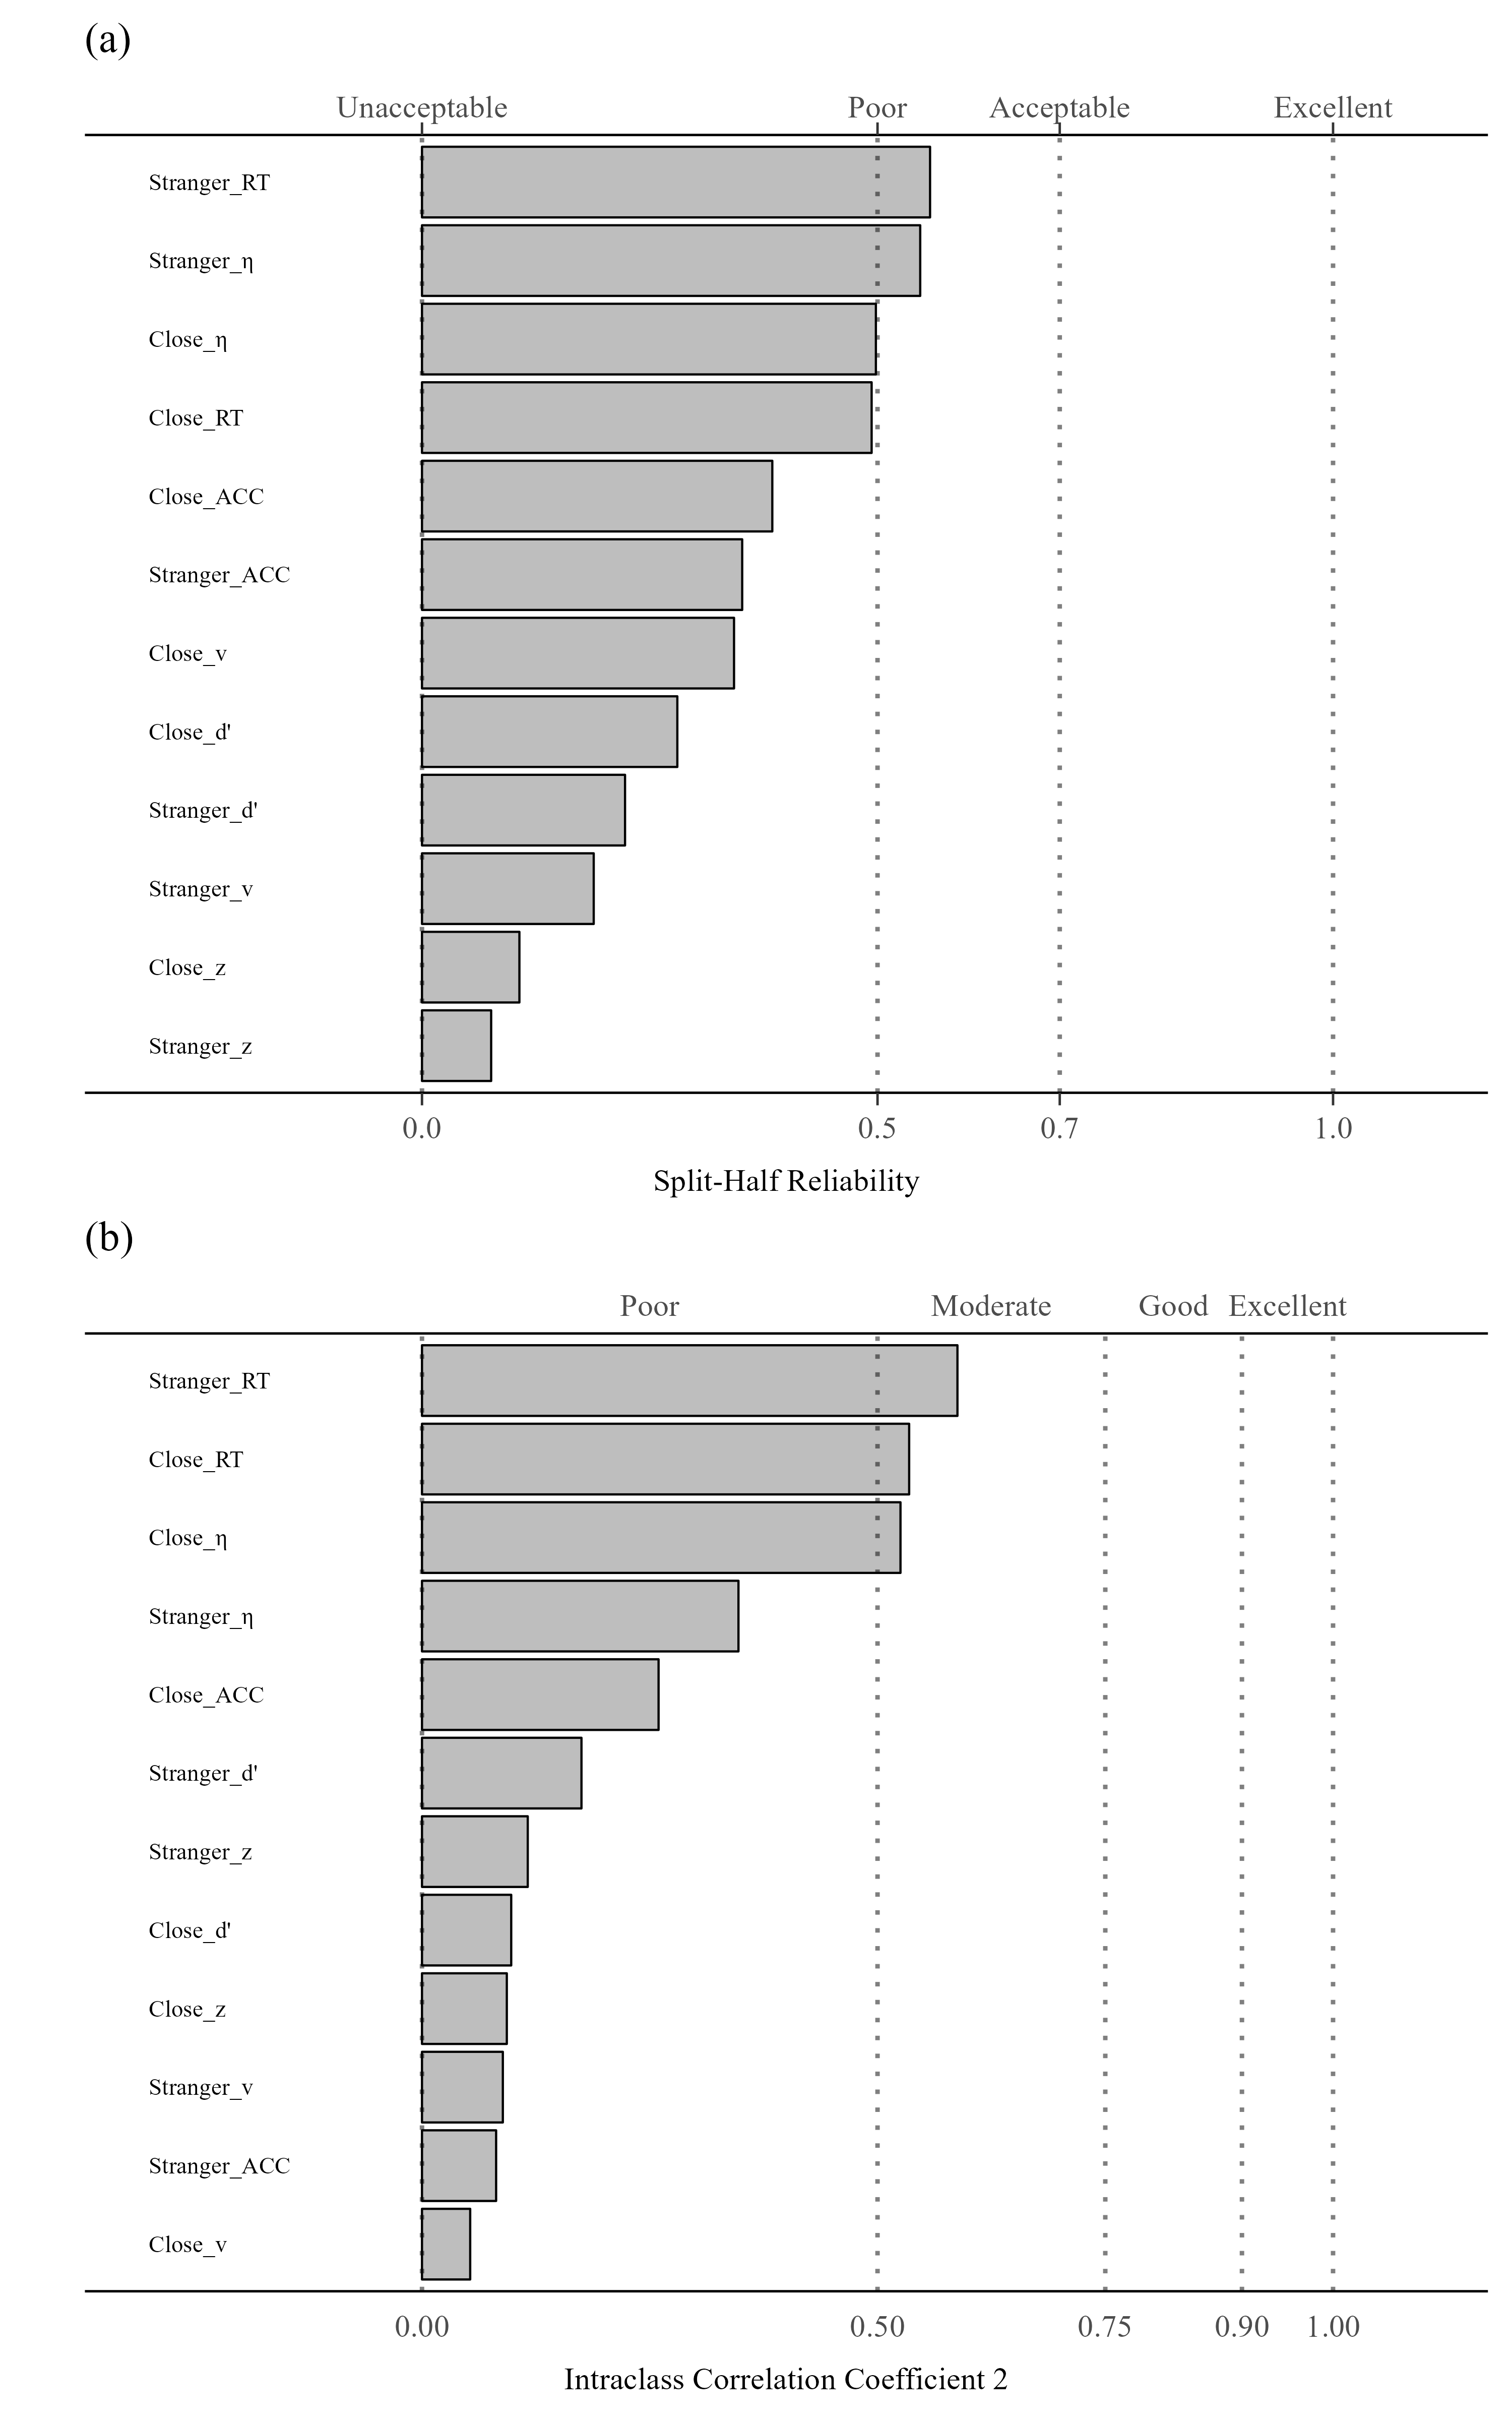 (a)
Unacceptable Poor Acceptable Excellent
Stranger_RT
Stranger_η
Close_η
Close_RT
Close_ACC
Stranger_ACC
Close_v
Close_d'
Stranger_d'
Stranger_v
Close_z
Stranger_z
0.0 0.5 0.7 1.0
Split-Half Reliability
(b)
Poor Moderate Good Excellent
Stranger_RT
Close_RT
Close_η
Stranger_η
Close_ACC
Stranger_d'
Stranger_z
Close_d'
Close_z
Stranger_v
Stranger_ACC
Close_v
0.00 0.50 0.75 0.90 1.00
Intraclass Correlation Coefficient 2